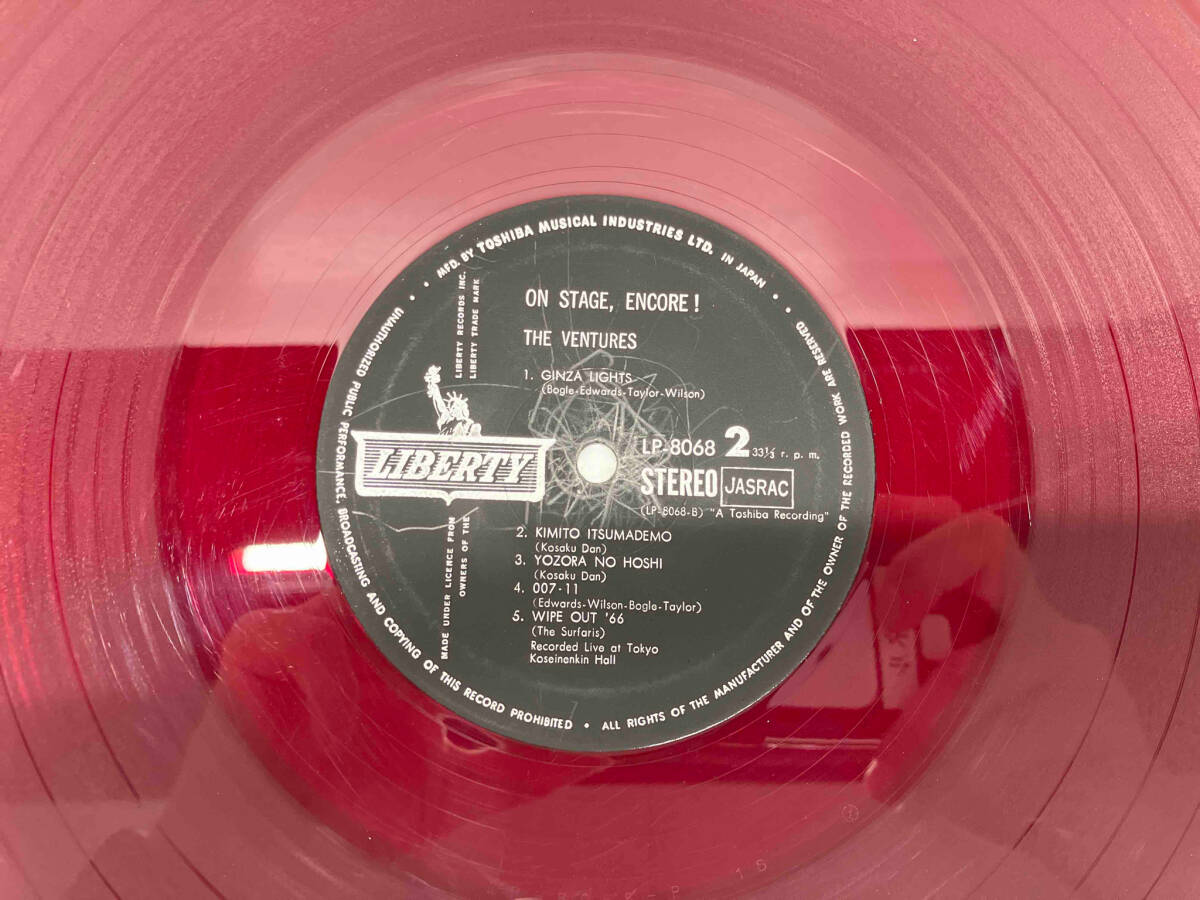 • MFD. BY TOSHIBA MUSICAL INDUSTRIES LTD. IN JAPAN •
• UNAUTHORIZED PUBLIC PERFORMANCE, BROADCASTING AND COPYING OF THIS RECORD PROHIBITED • ALL RIGHTS OF THE MANUFACTURER AND OF THE OWNER OF THE RECORDED WORK ARE RESERVED •
LIBERTY RECORDS INC.
LIBERTY TRADE MARK
MADE UNDER LICENCE FROM
OWNERS OF THE
ON STAGE, ENCORE!
THE VENTURES
1. GINZA LIGHTS
(Bogle-Edwards-Taylor-Wilson)
LIBERTY
LP-8068 2 33⅓ r. p. m.
STEREO JASRAC
(LP-8068-B) "A Toshiba Recording"
2. KIMITO ITSUMADEMO
(Kosaku Dan)
3. YOZORA NO HOSHI
(Kosaku Dan)
4. 007-11
(Edwards-Wilson-Bogle-Taylor)
5. WIPE OUT '66
(The Surfaris)
Recorded Live at Tokyo
Koseinenkin Hall